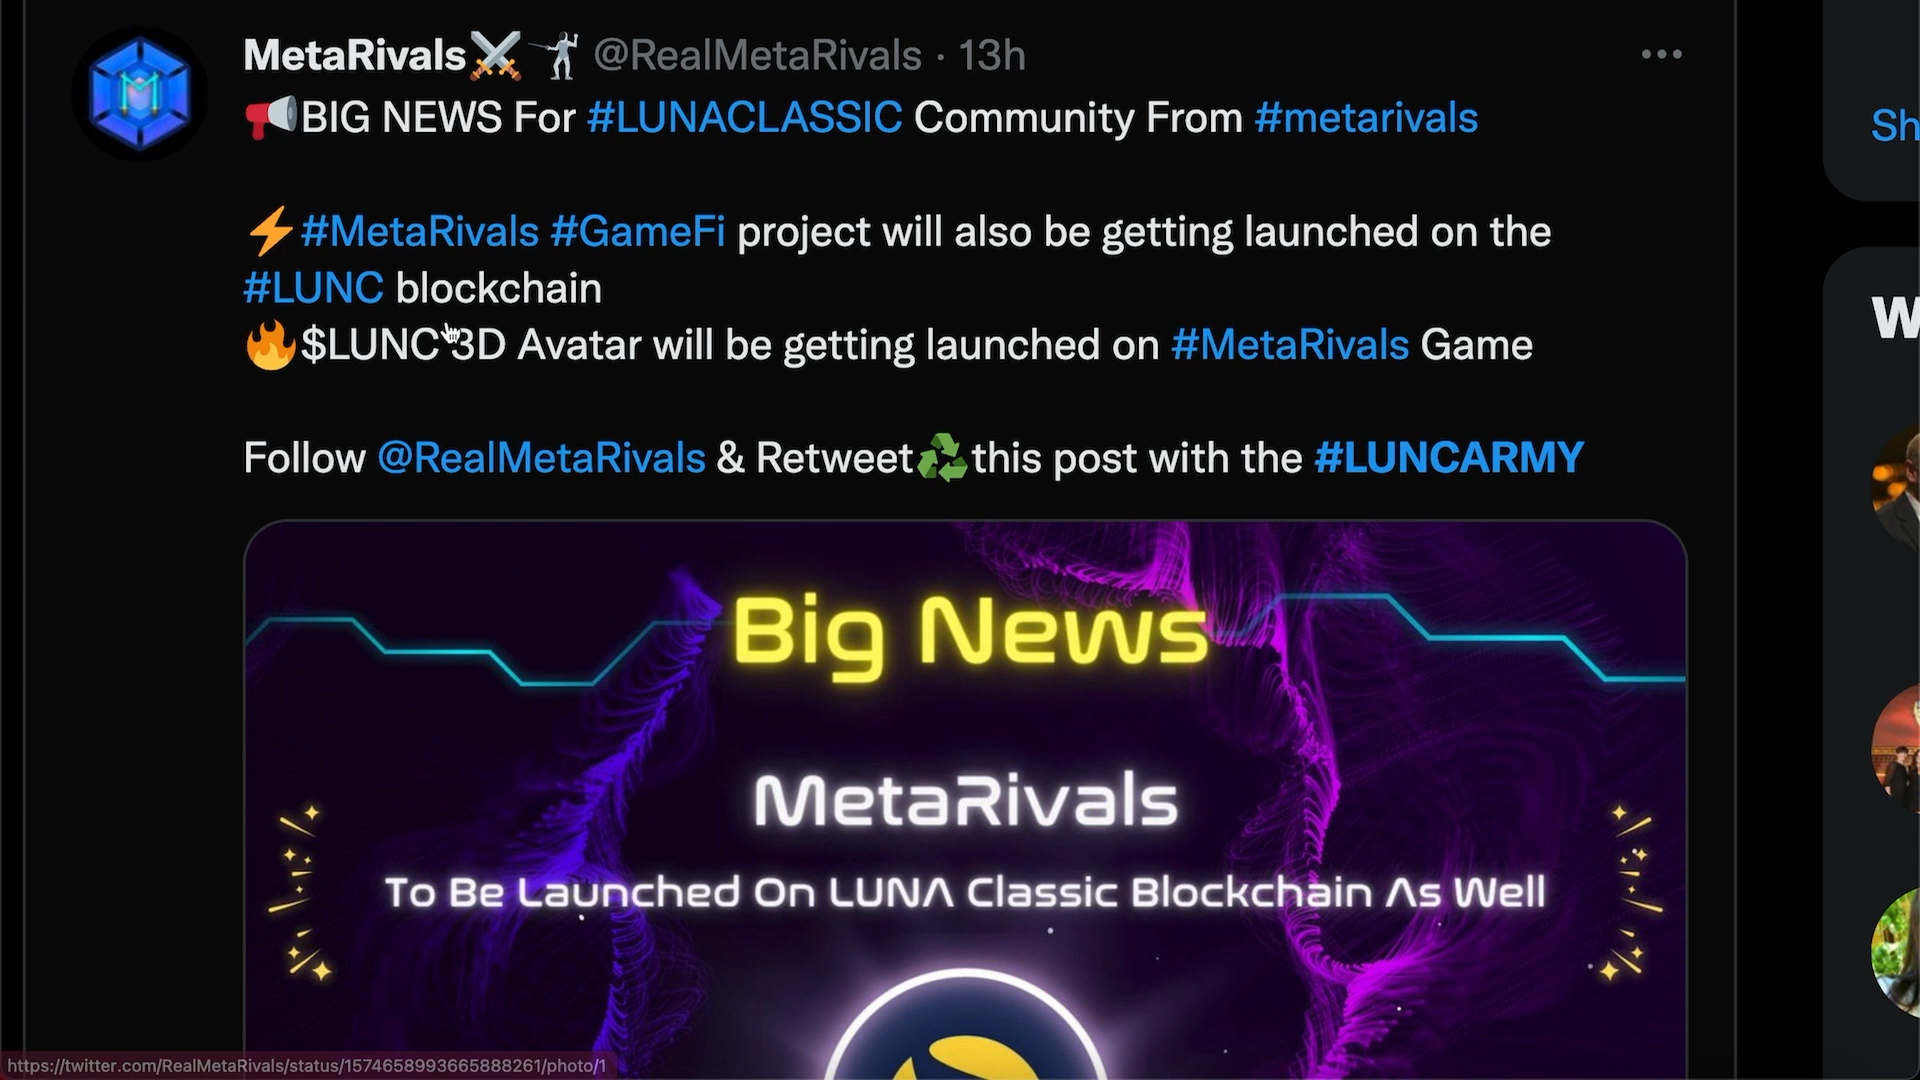 MetaRivals⚔️🤺 @RealMetaRivals · 13h
📢BIG NEWS For #LUNACLASSIC Community From #metarivals
⚡#MetaRivals #GameFi project will also be getting launched on the
#LUNC blockchain
🔥$LUNC 3D Avatar will be getting launched on #MetaRivals Game
Follow @RealMetaRivals & Retweet♻️this post with the #LUNCARMY
Big News
MetaRivals
To Be Launched On LUNA Classic Blockchain As Well
https://twitter.com/RealMetaRivals/status/1574658993665888261/photo/1